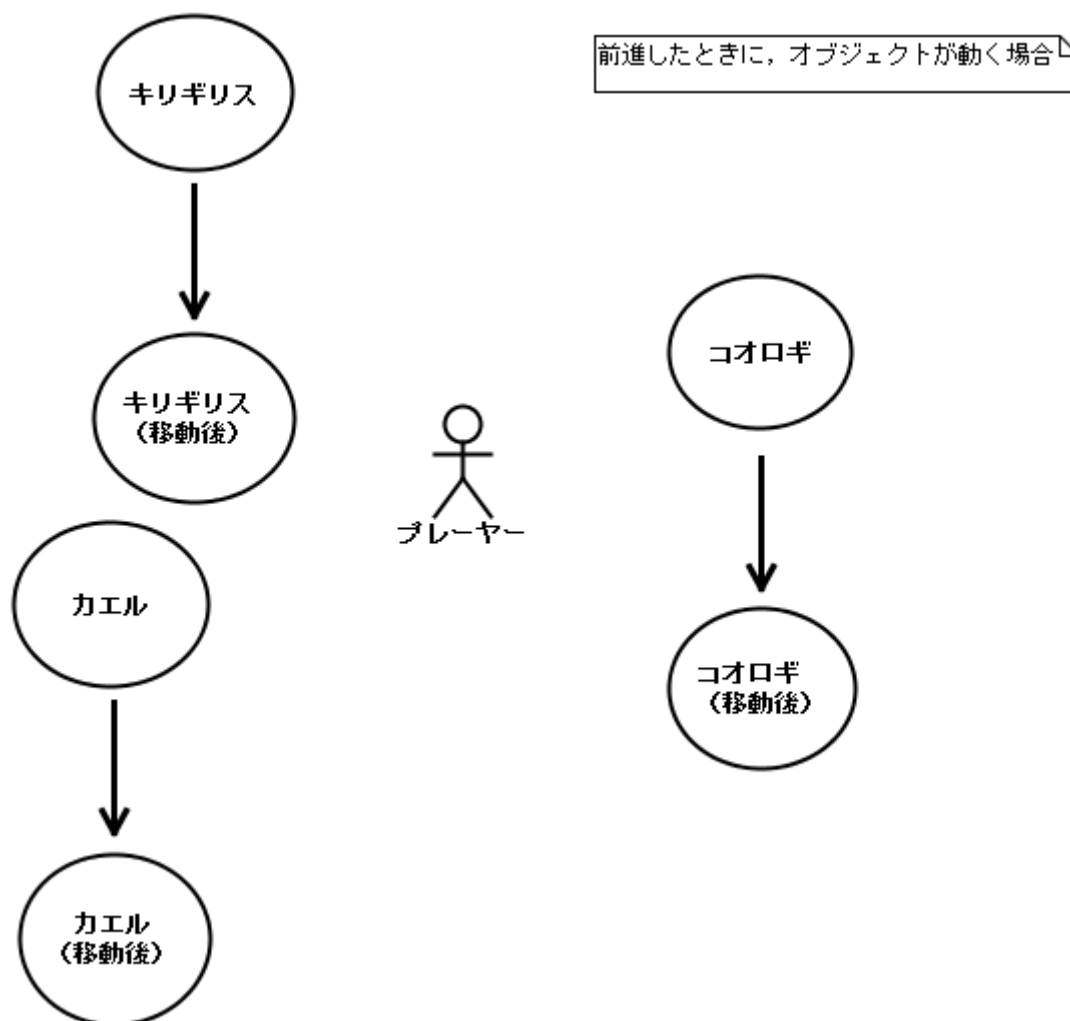 キリギリス
前進したときに，オブジェクトが動く場合
キリギリス
（移動後）
コオロギ
プレーヤー
カエル
コオロギ
（移動後）
カエル
（移動後）